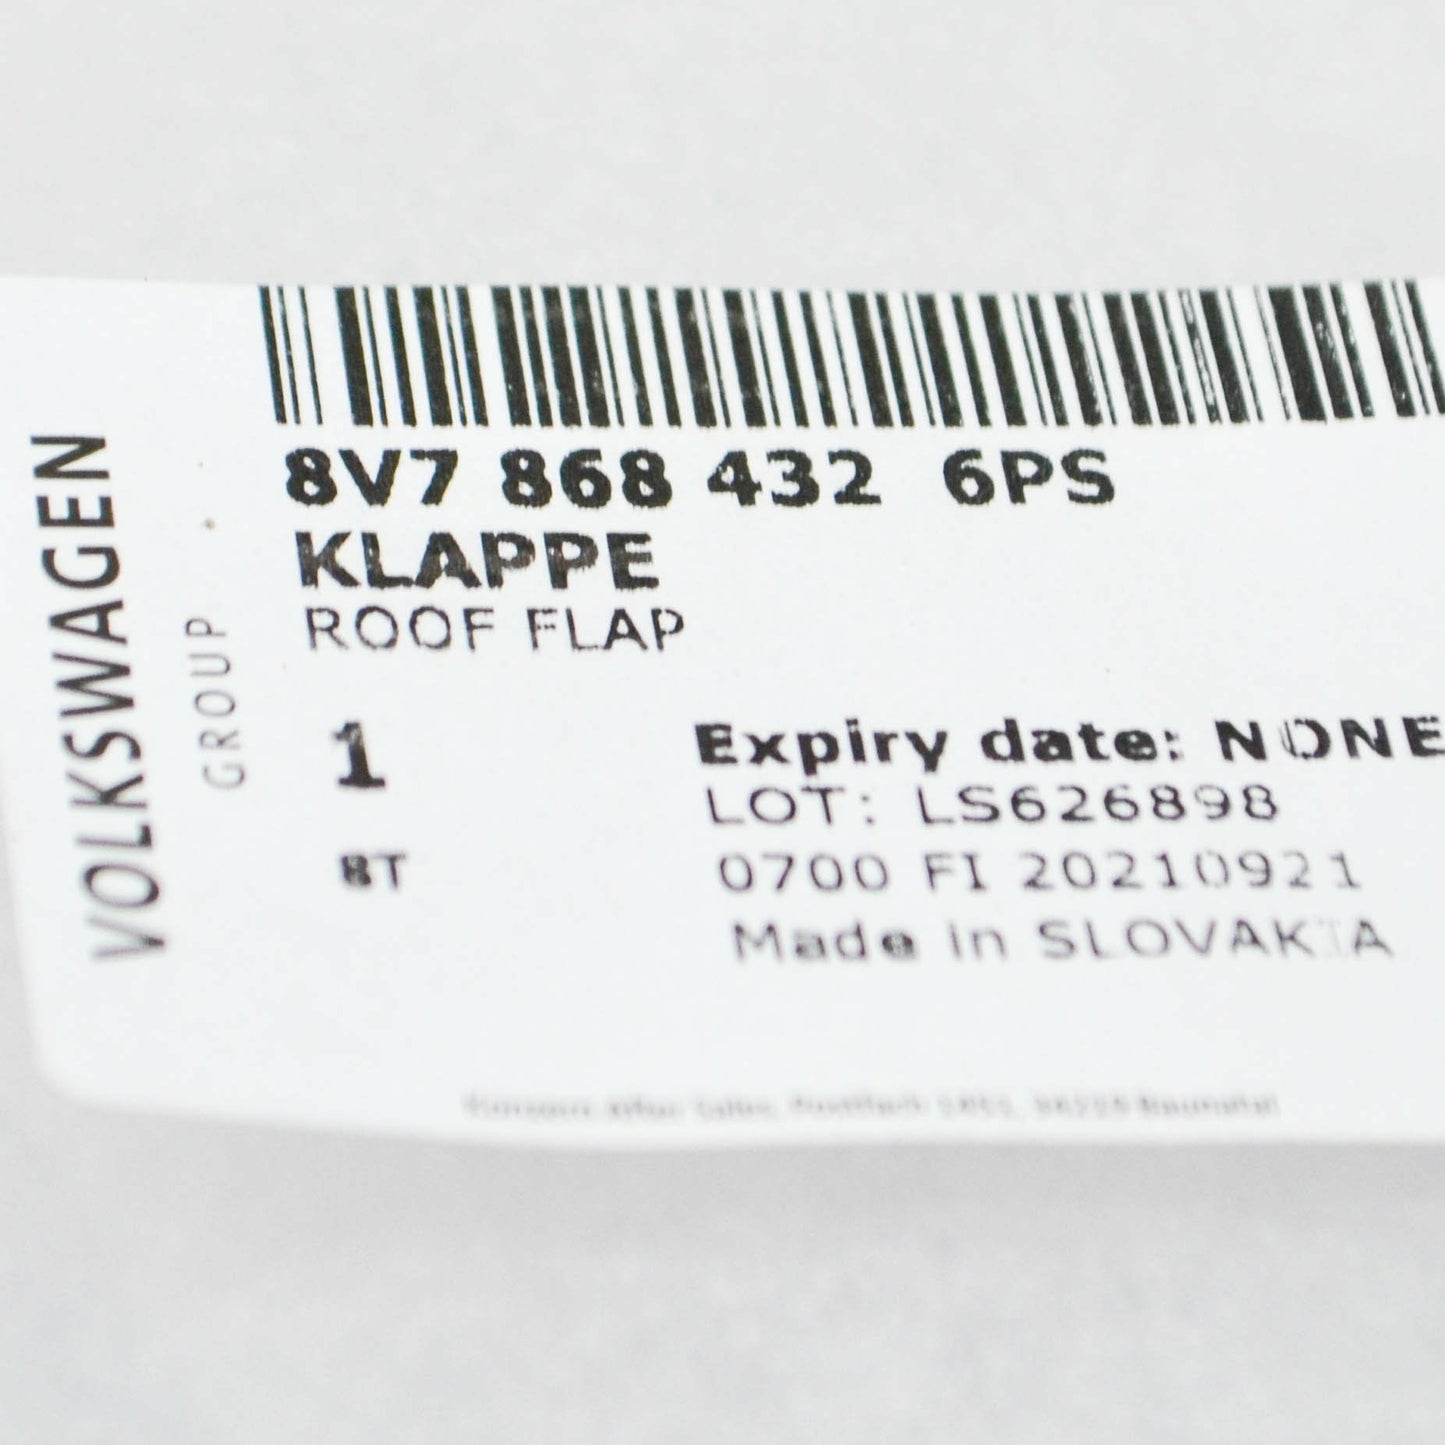 VOLKSWAGEN
GROUP
8V7 868 432 6PS
KLAPPE
ROOF FLAP
1
BT
Expiry date: NONE
LOT: LS626898
0700 FI 20210921
Made in SLOVAKIA